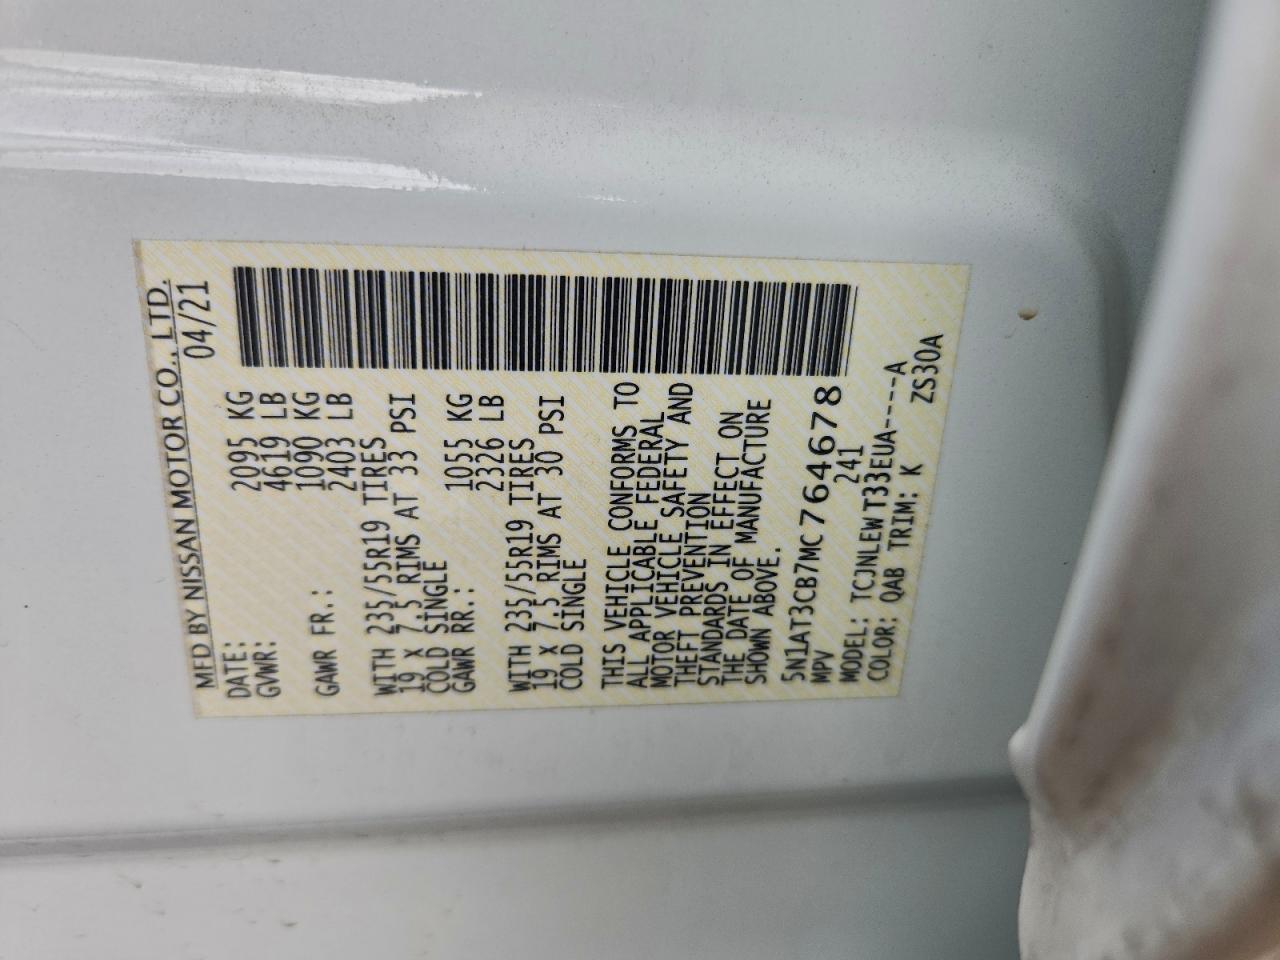 MFD BY NISSAN MOTOR CO., LTD.
DATE: 04/21
GVWR: 2095 KG
4619 LB
GAWR FR.: 1090 KG
2403 LB
WITH 235/55R19 TIRES
19 X 7.5 RIMS AT 33 PSI
COLD SINGLE
GAWR RR.: 1055 KG
2326 LB
WITH 235/55R19 TIRES
19 X 7.5 RIMS AT 30 PSI
COLD SINGLE
THIS VEHICLE CONFORMS TO
ALL APPLICABLE FEDERAL
MOTOR VEHICLE SAFETY AND
THEFT PREVENTION
STANDARDS IN EFFECT ON
THE DATE OF MANUFACTURE
SHOWN ABOVE.
5N1AT3CB7MC764678
MPV 241
MODEL: TCJNLEWT33EUA----A
COLOR: QAB TRIM: K ZS30A